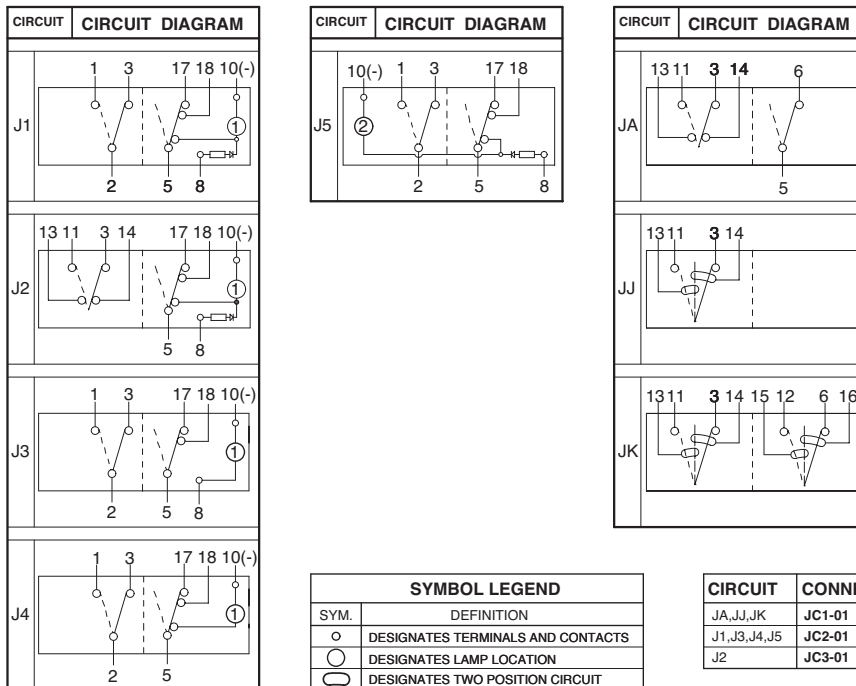 CIRCUIT CIRCUIT DIAGRAM
1 3 17 18 10(-)
J1
1
2 5 8
13 11 3 14 17 18 10(-)
J2
1
5 8
1 3 17 18 10(-)
J3
1
2 5 8
1 3 17 18 10(-)
J4
1
2 5
CIRCUIT CIRCUIT DIAGRAM
10(-) 1 3 17 18
J5
2
2 5 8
CIRCUIT CIRCUIT DIAGRAM
13 11 3 14 6
JA
5
13 11 3 14
JJ
13 11 3 14 15 12 6 16
JK
SYMBOL LEGEND
SYM. DEFINITION
DESIGNATES TERMINALS AND CONTACTS
DESIGNATES LAMP LOCATION
DESIGNATES TWO POSITION CIRCUIT
CIRCUIT CONNE
JA,JJ,JK JC1-01
J1,J3,J4,J5 JC2-01
J2 JC3-01